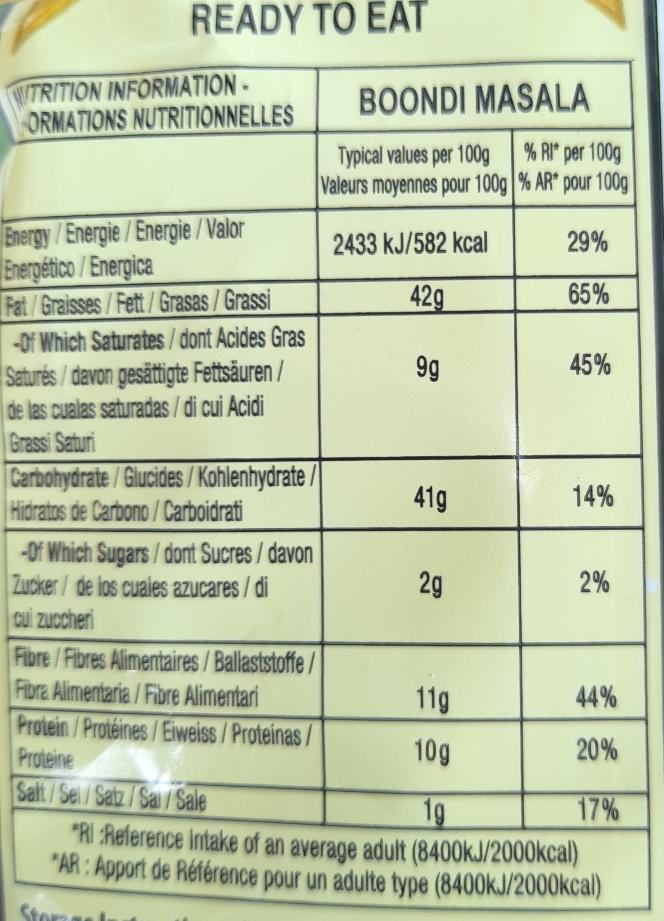 READY TO EAT
NUTRITION INFORMATION -
ORMATIONS NUTRITIONNELLES
BOONDI MASALA
Typical values per 100g
Valeurs moyennes pour 100g
% RI* per 100g
% AR* pour 100g
Energy / Energie / Energie / Valor
Energético / Energica
2433 kJ/582 kcal
29%
Fat / Graisses / Fett / Grasas / Grassi
42g
65%
-Of Which Saturates / dont Acides Gras
Saturés / davon gesättigte Fettsäuren /
de las cualas saturadas / di cui Acidi
Grassi Saturi
9g
45%
Carbohydrate / Glucides / Kohlenhydrate /
Hidratos de Carbono / Carboidrati
41g
14%
-Of Which Sugars / dont Sucres / davon
Zucker / de los cuales azucares / di
cui zuccheri
2g
2%
Fibre / Fibres Alimentaires / Ballaststoffe /
Fibra Alimentaria / Fibre Alimentari
11g
44%
Protein / Protéines / Eiweiss / Proteinas /
Proteine
10g
20%
Salt / Sel / Satz / Sal / Sale
1g
17%
*RI :Reference Intake of an average adult (8400kJ/2000kcal)
*AR : Apport de Référence pour un adulte type (8400kJ/2000kcal)